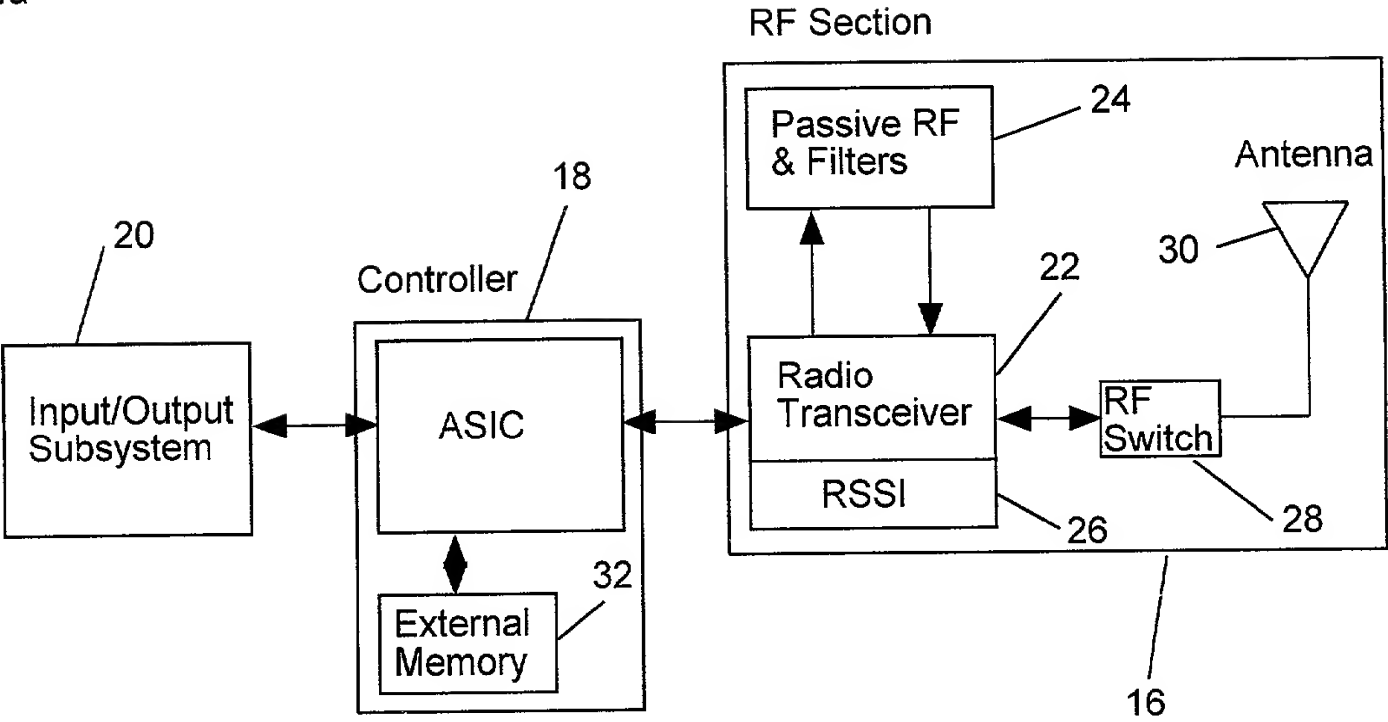 RF Section
Passive RF
& Filters
24
Antenna
18
20
30
22
Controller
Input/Output
Subsystem
ASIC
Radio
Transceiver
RF
Switch
RSSI
26
28
32
External
Memory
16